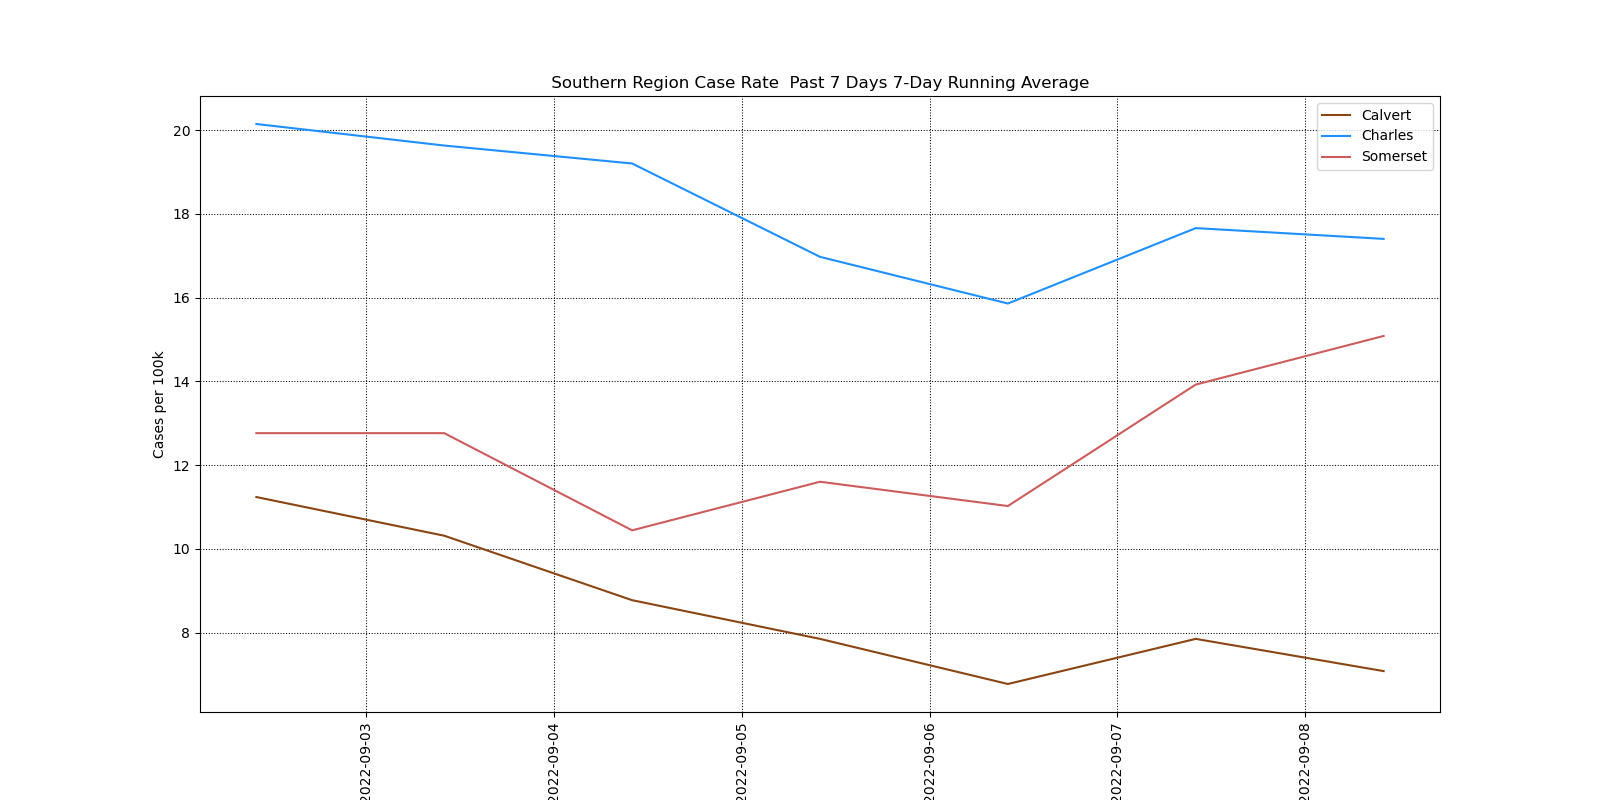 Southern Region Case Rate  Past 7 Days 7-Day Running Average
Calvert
Charles
Somerset
Cases per 100k
20
18
16
14
12
10
8
2022-09-03
2022-09-04
2022-09-05
2022-09-06
2022-09-07
2022-09-08